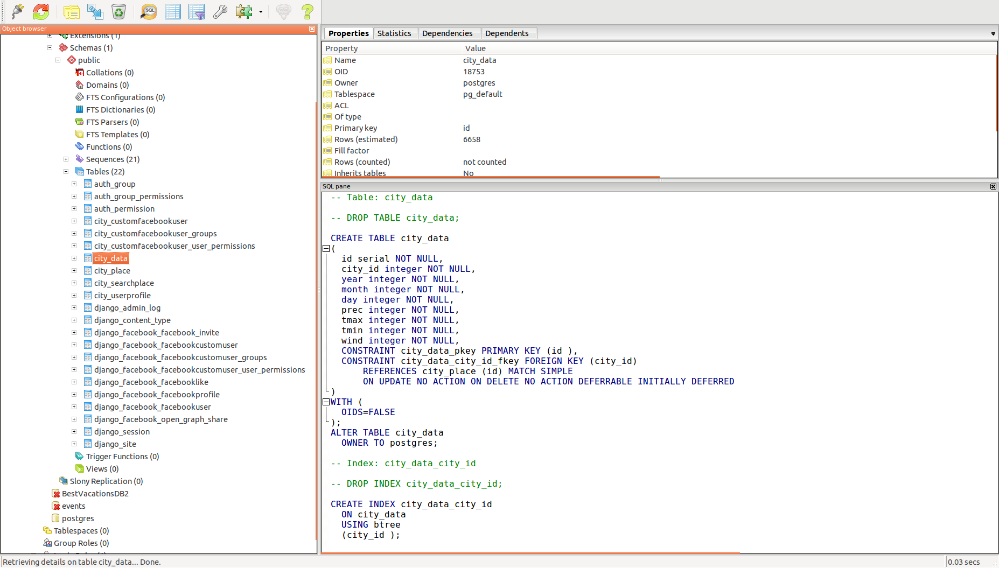 SQL
Object browser
Extensions (1)
Schemas (1)
public
Collations (0)
Domains (0)
FTS Configurations (0)
FTS Dictionaries (0)
FTS Parsers (0)
FTS Templates (0)
Functions (0)
Sequences (21)
Tables (22)
auth_group
auth_group_permissions
auth_permission
city_customfacebookuser
city_customfacebookuser_groups
city_customfacebookuser_user_permissions
city_data
city_place
city_searchplace
city_userprofile
django_admin_log
django_content_type
django_facebook_facebook_invite
django_facebook_facebookcustomuser
django_facebook_facebookcustomuser_groups
django_facebook_facebookcustomuser_user_permissions
django_facebook_facebooklike
django_facebook_facebookprofile
django_facebook_facebookuser
django_facebook_open_graph_share
django_session
django_site
Trigger Functions (0)
Views (0)
Slony Replication (0)
BestVacationsDB2
events
postgres
Tablespaces (0)
Group Roles (0)
Properties Statistics Dependencies Dependents
Property Value
Name city_data
OID 18753
Owner postgres
Tablespace pg_default
ACL
Of type
Primary key id
Rows (estimated) 6658
Fill factor
Rows (counted) not counted
Inherits tables No
SQL pane
-- Table: city_data
-- DROP TABLE city_data;
CREATE TABLE city_data
(
id serial NOT NULL,
city_id integer NOT NULL,
year integer NOT NULL,
month integer NOT NULL,
day integer NOT NULL,
prec integer NOT NULL,
tmax integer NOT NULL,
tmin integer NOT NULL,
wind integer NOT NULL,
CONSTRAINT city_data_pkey PRIMARY KEY (id ),
CONSTRAINT city_data_city_id_fkey FOREIGN KEY (city_id)
REFERENCES city_place (id) MATCH SIMPLE
ON UPDATE NO ACTION ON DELETE NO ACTION DEFERRABLE INITIALLY DEFERRED
)
WITH (
OIDS=FALSE
);
ALTER TABLE city_data
OWNER TO postgres;
-- Index: city_data_city_id
-- DROP INDEX city_data_city_id;
CREATE INDEX city_data_city_id
ON city_data
USING btree
(city_id );
Retrieving details on table city_data... Done.
0.03 secs